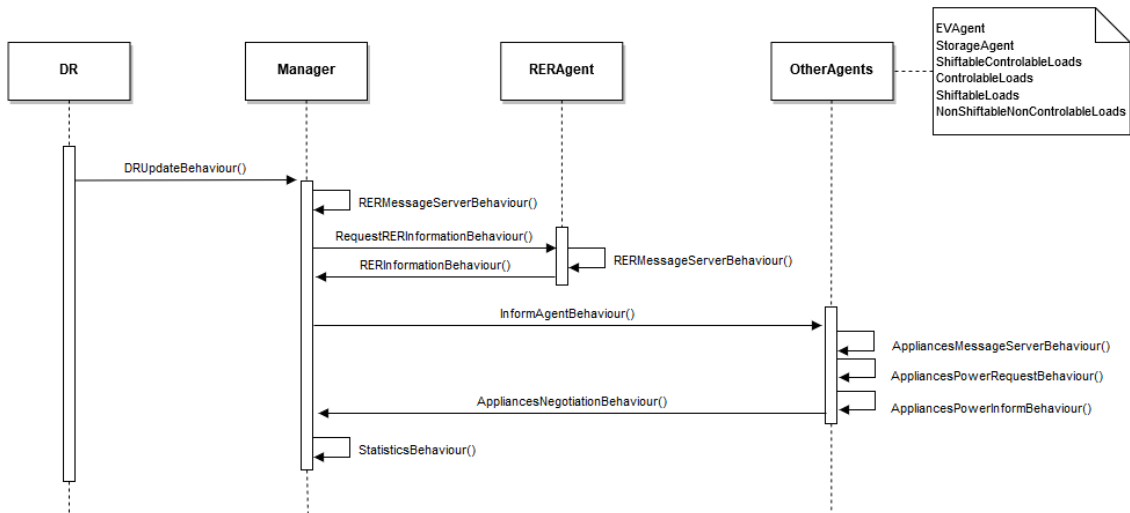 EVAgent
StorageAgent
ShiftableControlableLoads
ControlableLoads
ShiftableLoads
NonShiftableNonControlableLoads
DR
Manager
RERAgent
OtherAgents
DRUpdateBehaviour()
RERMessageServerBehaviour()
RequestRERInformationBehaviour()
RERMessageServerBehaviour()
RERInformationBehaviour()
InformAgentBehaviour()
AppliancesMessageServerBehaviour()
AppliancesPowerRequestBehaviour()
AppliancesNegotiationBehaviour()
AppliancesPowerInformBehaviour()
StatisticsBehaviour()